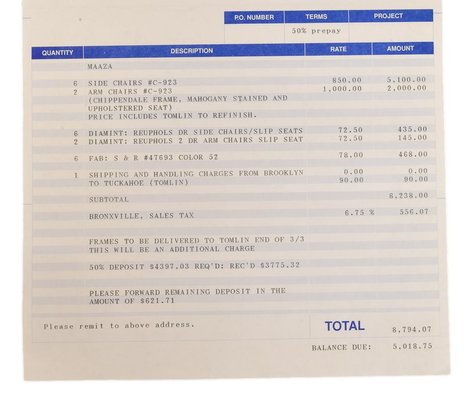 P.O. NUMBER TERMS PROJECT
50% prepay
QUANTITY DESCRIPTION RATE AMOUNT
MAAZA
6 SIDE CHAIRS #C-923 850.00 5,100.00
2 ARM CHAIRS #C-923 1,000.00 2,000.00
(CHIPPENDALE FRAME, MAHOGANY STAINED AND
UPHOLSTERED SEAT)
PRICE INCLUDES TOMLIN TO REFINISH.
6 DIAMINT: REUPHOLS DR SIDE CHAIRS/SLIP SEATS 72.50 435.00
2 DIAMINT: REUPHOLS 2 DR ARM CHAIRS SLIP SEAT 72.50 145.00
6 FAB: S & R #47693 COLOR 52 78.00 468.00
1 SHIPPING AND HANDLING CHARGES FROM BROOKLYN 0.00 0.00
TO TUCKAHOE (TOMLIN) 90.00 90.00
SUBTOTAL 8,238.00
BRONXVILLE, SALES TAX 6.75 % 556.07
FRAMES TO BE DELIVERED TO TOMLIN END OF 3/3
THIS WILL BE AN ADDITIONAL CHARGE
50% DEPOSIT $4397.03 REQ'D: REC'D $3775.32
PLEASE FORWARD REMAINING DEPOSIT IN THE
AMOUNT OF $621.71
Please remit to above address. TOTAL 8,794.07
BALANCE DUE: 5,018.75